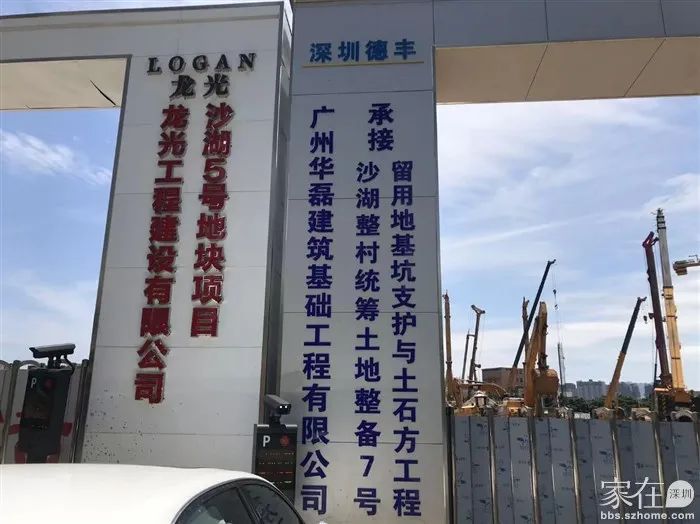 LOGAN
龙光
沙湖5号地块项目
龙光工程建设有限公司
深圳德丰
承接
留用地基坑支护与土石方工程
沙湖整村统筹土地整备7号
广州华磊建筑基础工程有限公司
P
P
家在深圳
bbs.szhome.com